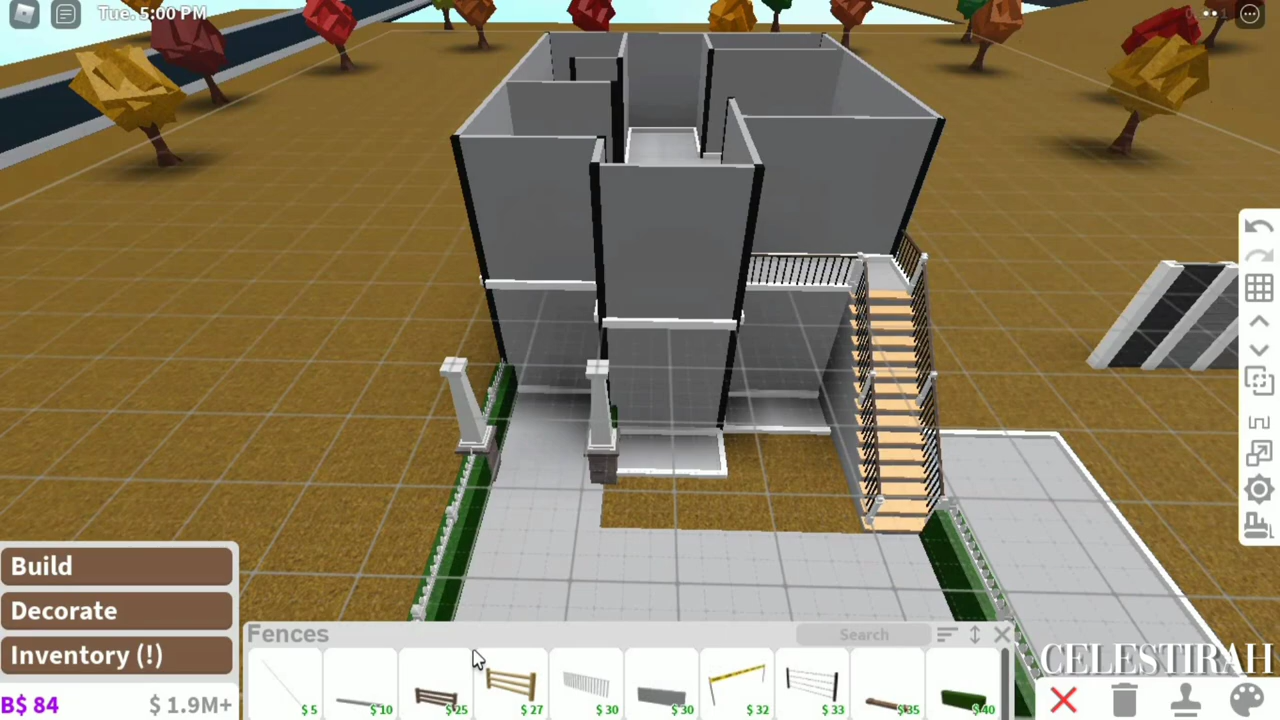 Tue. 5:00 PM
Build
Decorate
Inventory (!)
B$ 84
$ 1.9M+
Fences
Search
$ 5
$ 10
$ 25
$ 27
$ 30
$ 30
$ 32
$ 33
$ 35
$ 40
CELESTIRAH